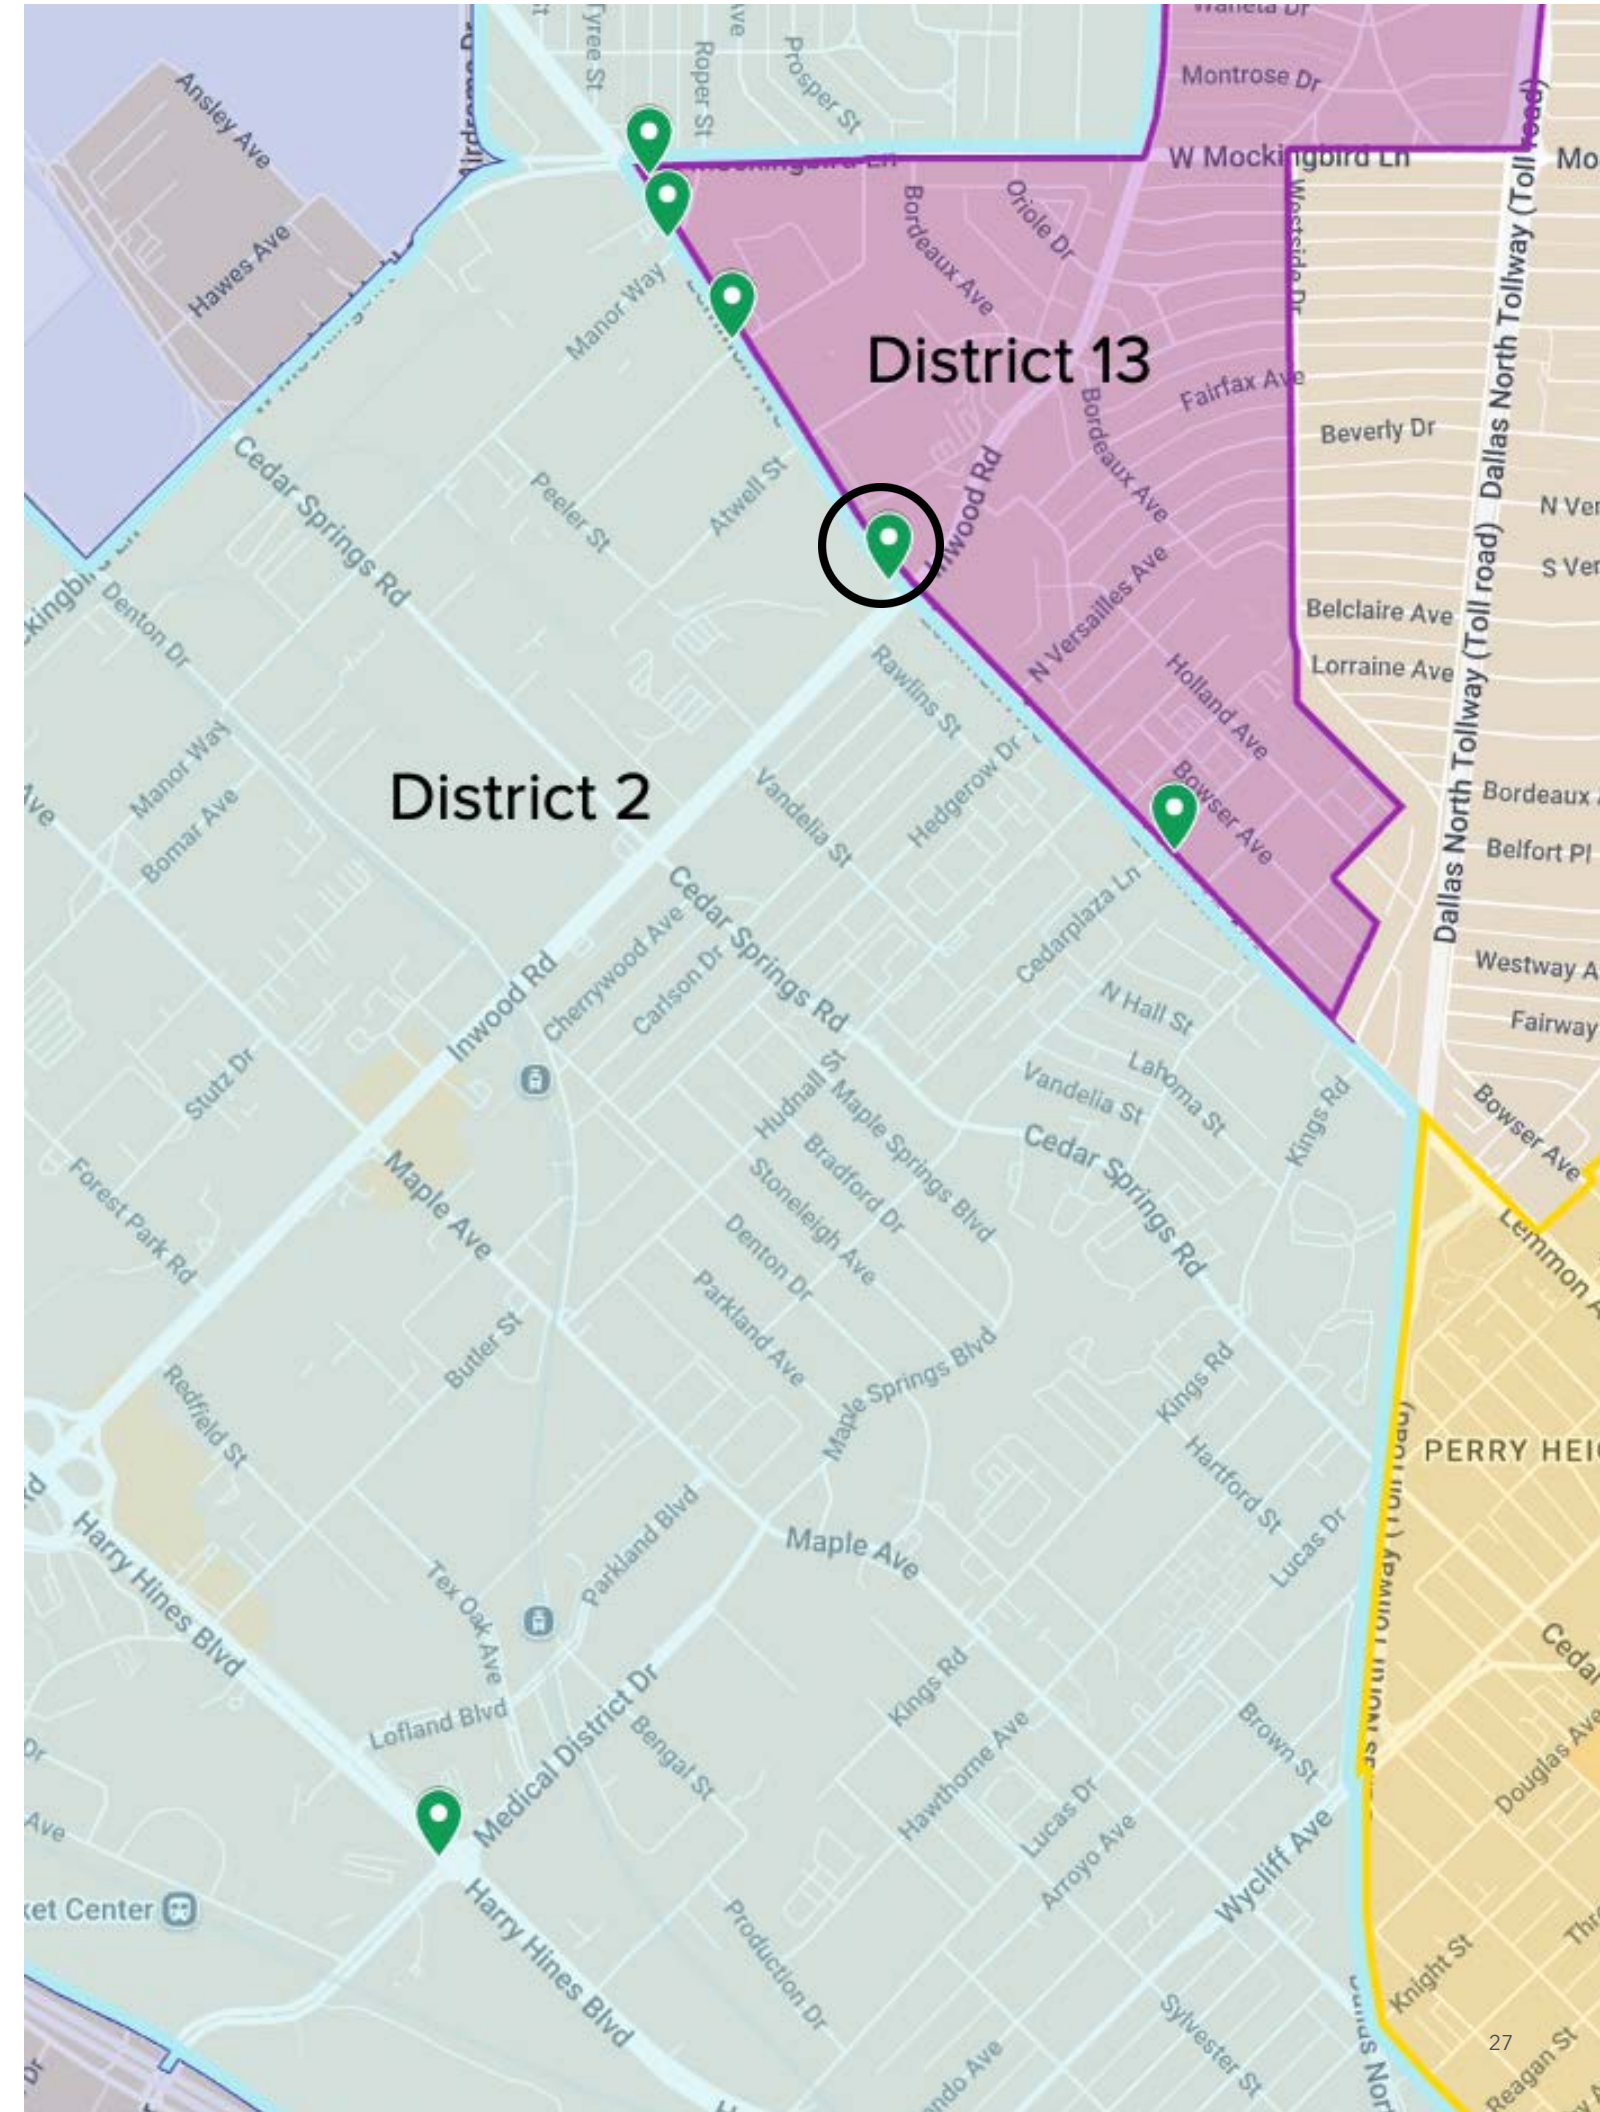 Tyree St
Roper St
Prosper St
Montrose Dr
Ansley Ave
W Mockingbird Ln
Hawes Ave
Manor Way
Bordeaux Ave
Oriole Dr
Westside Dr
Dallas North Tollway (Toll road)
District 13
Fairfax Ave
Bordeaux Ave
Beverly Dr
Cedar Springs Rd
Peeler St
Atwell St
Inwood Rd
Dallas North Tollway (Toll road)
Denton Dr
N Versailles Ave
Belclaire Ave
Lorraine Ave
Rawlins St
Holland Ave
Hedgerow Dr
Manor Way
Bomar Ave
District 2
Vandelia St
Bowser Ave
Belfort Pl
Cedar Springs Rd
Cherrywood Ave
Carlson Dr
Cedarplaza Ln
N Hall St
Inwood Rd
Stutz Dr
Vandelia St
Lahoma St
Kings Rd
Bowser Ave
Hudnall St
Maple Springs Blvd
Bradford Dr
Stoneleigh Ave
Denton Dr
Parkland Ave
Cedar Springs Rd
Forest Park Rd
Maple Ave
Butler St
Redfield St
Maple Springs Blvd
Kings Rd
Hartford St
Lucas Dr
PERRY HEI
Harry Hines Blvd
Parkland Blvd
Maple Ave
Tex Oak Ave
Lofland Blvd
Medical District Dr
Bengal St
Kings Rd
Hawthorne Ave
Lucas Dr
Arroyo Ave
Brown St
Wycliff Ave
Douglas Ave
ket Center
Harry Hines Blvd
Production Dr
Sylvester St
Knight St
27
Reagan St